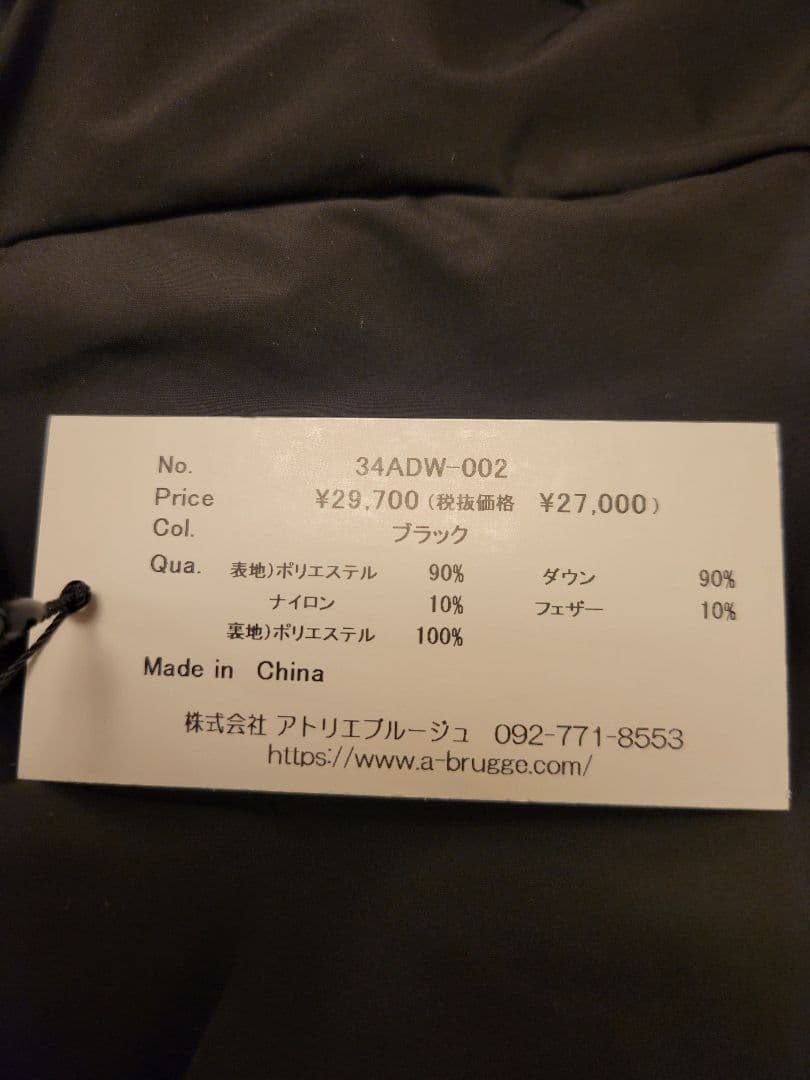 No. 34ADW-002
Price ¥29,700 (税抜価格 ¥27,000)
Col. ブラック
Qua. 表地)ポリエステル 90% ダウン 90%
ナイロン 10% フェザー 10%
裏地)ポリエステル 100%
Made in China
株式会社 アトリエブルージュ 092-771-8553
https://www.a-brugge.com/